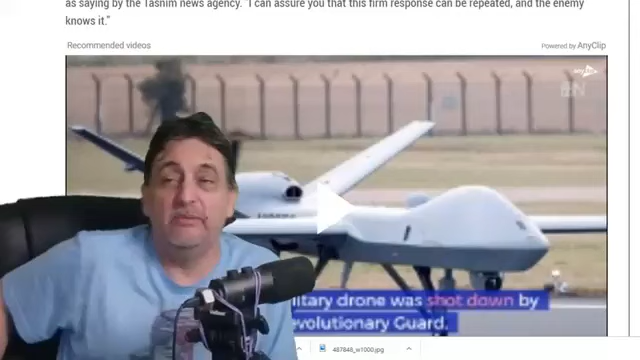 as saying by the Tasnim news agency. "I can assure you that this firm response can be repeated, and the enemy
knows it."
Recommended videos
Powered by AnyClip
ilitary drone was shot down by
evolutionary Guard.
487846_w1000.jpg